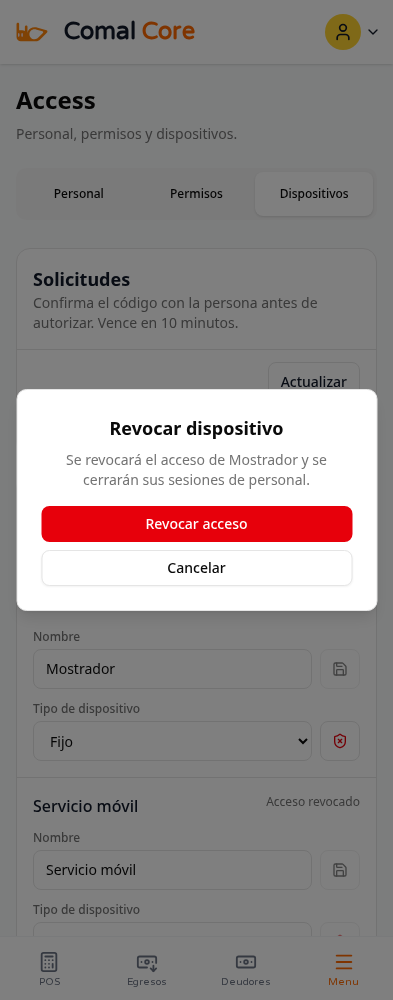 Comal Core
Access
Personal, permisos y dispositivos.
Personal
Permisos
Dispositivos
Solicitudes
Confirma el código con la persona antes de
autorizar. Vence en 10 minutos.
Actualizar
Revocar dispositivo
Se revocará el acceso de Mostrador y se
cerrarán sus sesiones de personal.
Revocar acceso
Cancelar
Nombre
Mostrador
Tipo de dispositivo
Fijo
Servicio móvil
Acceso revocado
Nombre
Servicio móvil
Tipo de dispositivo
POS
Egresos
Deudores
Menu